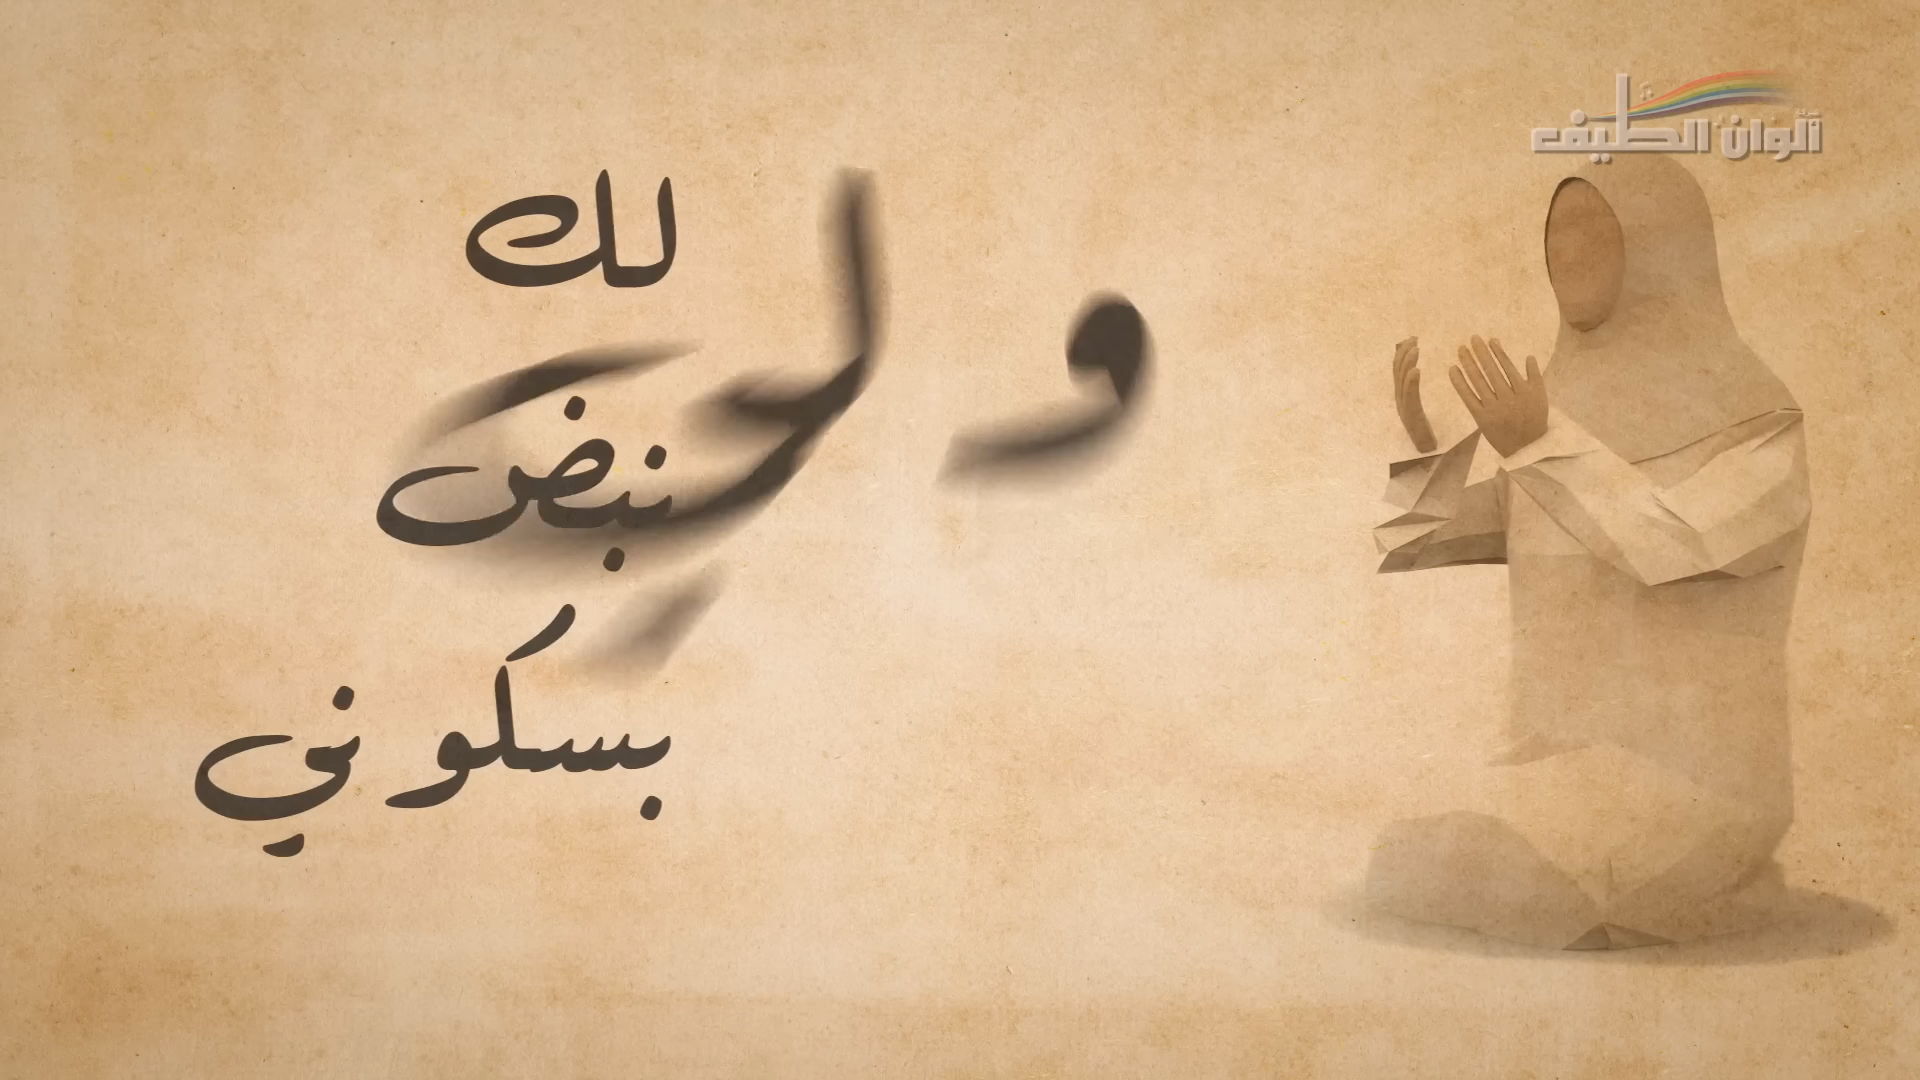 ألوان الطيف
لك
نبض
بسكوني